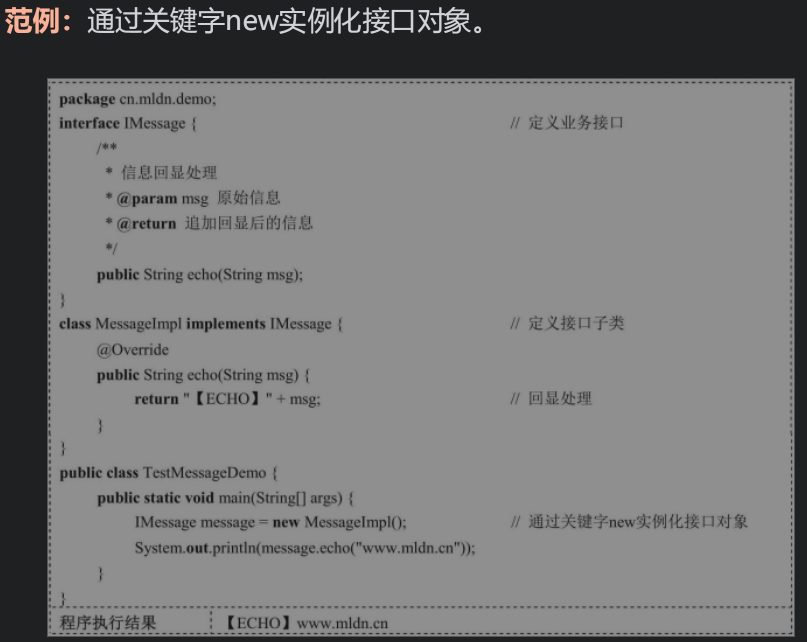 范例：通过关键字new实例化接口对象。
package cn.mldn.demo;
interface IMessage { // 定义业务接口
/**
* 信息回显处理
* @param msg 原始信息
* @return 追加回显后的信息
*/
public String echo(String msg);
}
class MessageImpl implements IMessage { // 定义接口子类
@Override
public String echo(String msg) {
return "【ECHO】" + msg; // 回显处理
}
}
public class TestMessageDemo {
public static void main(String[] args) {
IMessage message = new MessageImpl(); // 通过关键字new实例化接口对象
System.out.println(message.echo("www.mldn.cn"));
}
}
程序执行结果 【ECHO】www.mldn.cn